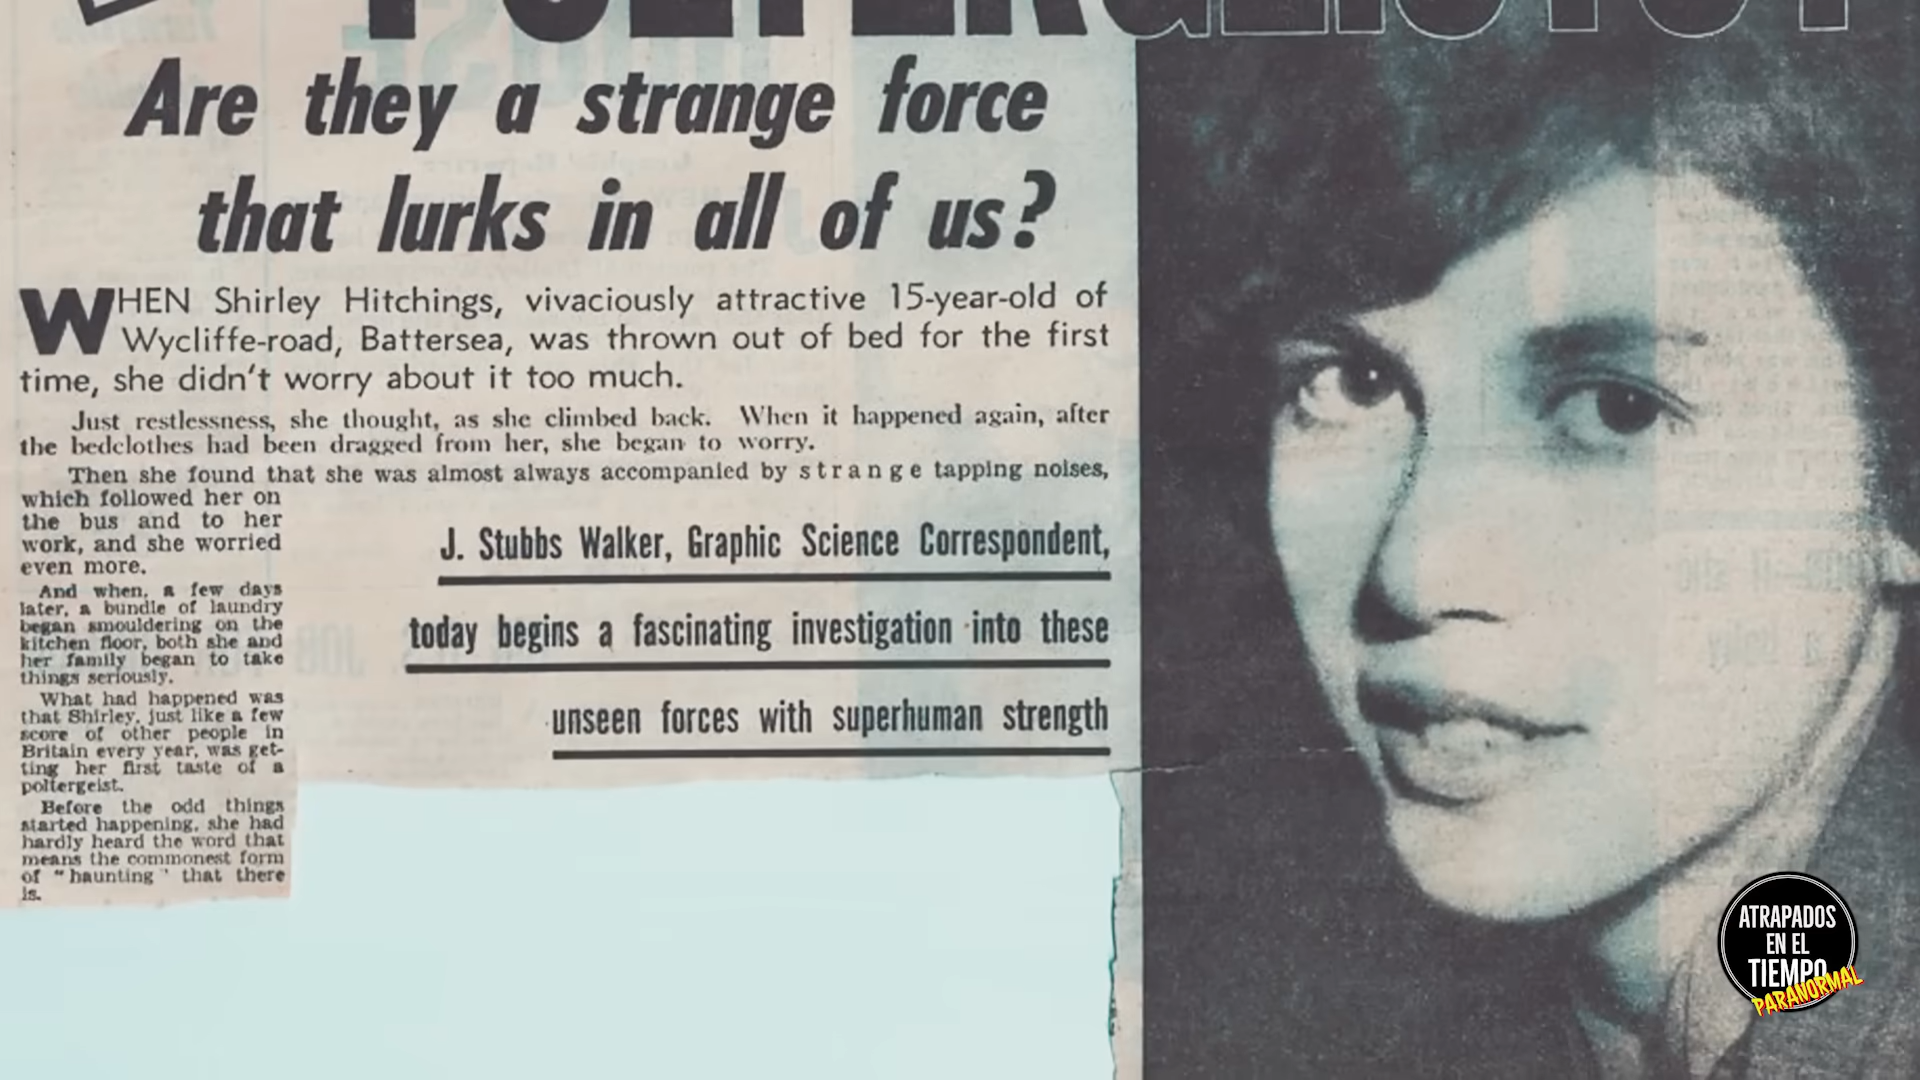 POLTERGEISTS?
Are they a strange force
that lurks in all of us?
WHEN Shirley Hitchings, vivaciously attractive 15-year-old of
Wycliffe-road, Battersea, was thrown out of bed for the first
time, she didn't worry about it too much.
Just restlessness, she thought, as she climbed back. When it happened again, after
the bedclothes had been dragged from her, she began to worry.
Then she found that she was almost always accompanied by strange tapping noises,
which followed her on
the bus and to her
work, and she worried
even more.
And when, a few days
later, a bundle of laundry
began smouldering on the
kitchen floor, both she and
her family began to take
things seriously.
What had happened was
that Shirley, just like a few
score of other people in
Britain every year, was get-
ting her first taste of a
poltergeist.
Before the odd things
started happening, she had
hardly heard the word that
means the commonest form
of "haunting" that there
is.
J. Stubbs Walker, Graphic Science Correspondent,
today begins a fascinating investigation into these
unseen forces with superhuman strength
ATRAPADOS
EN EL
TIEMPO
PARANORMAL